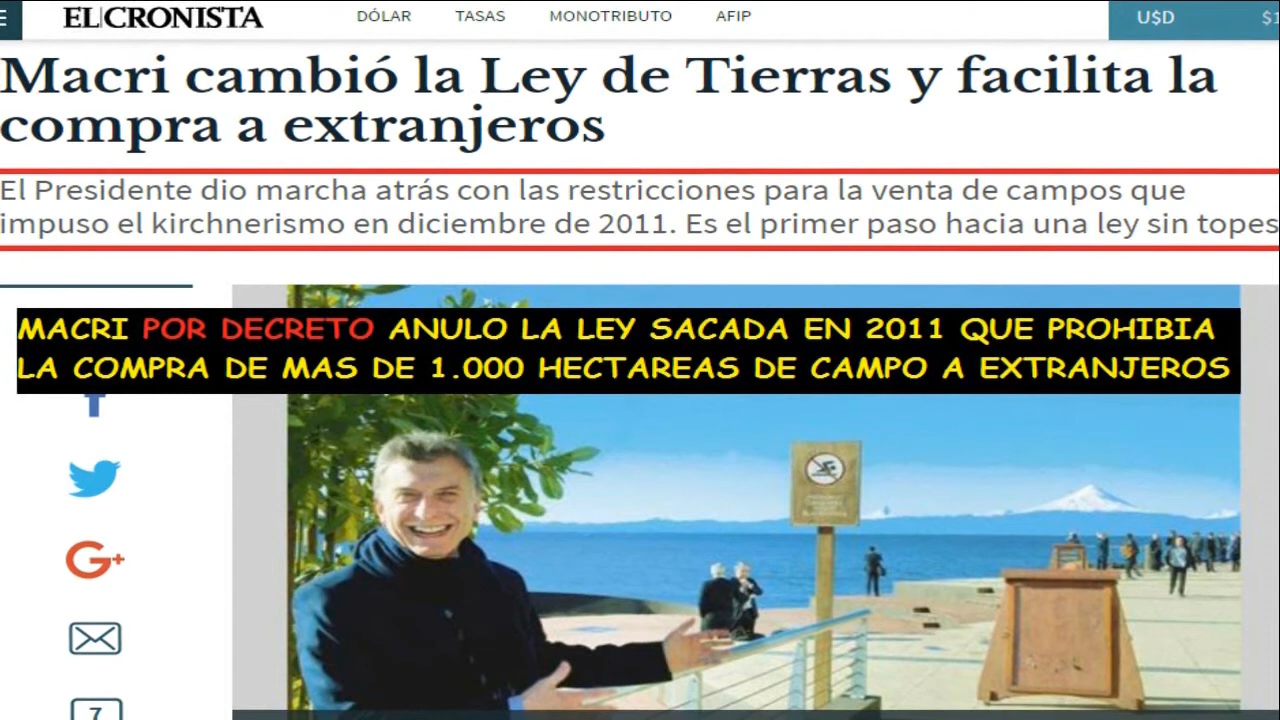 EL CRONISTA
DÓLAR TASAS MONOTRIBUTO AFIP
U$D
Macri cambió la Ley de Tierras y facilita la
compra a extranjeros
El Presidente dio marcha atrás con las restricciones para la venta de campos que
impuso el kirchnerismo en diciembre de 2011. Es el primer paso hacia una ley sin topes
MACRI POR DECRETO ANULO LA LEY SACADA EN 2011 QUE PROHIBIA
LA COMPRA DE MAS DE 1.000 HECTAREAS DE CAMPO A EXTRANJEROS
G+
7